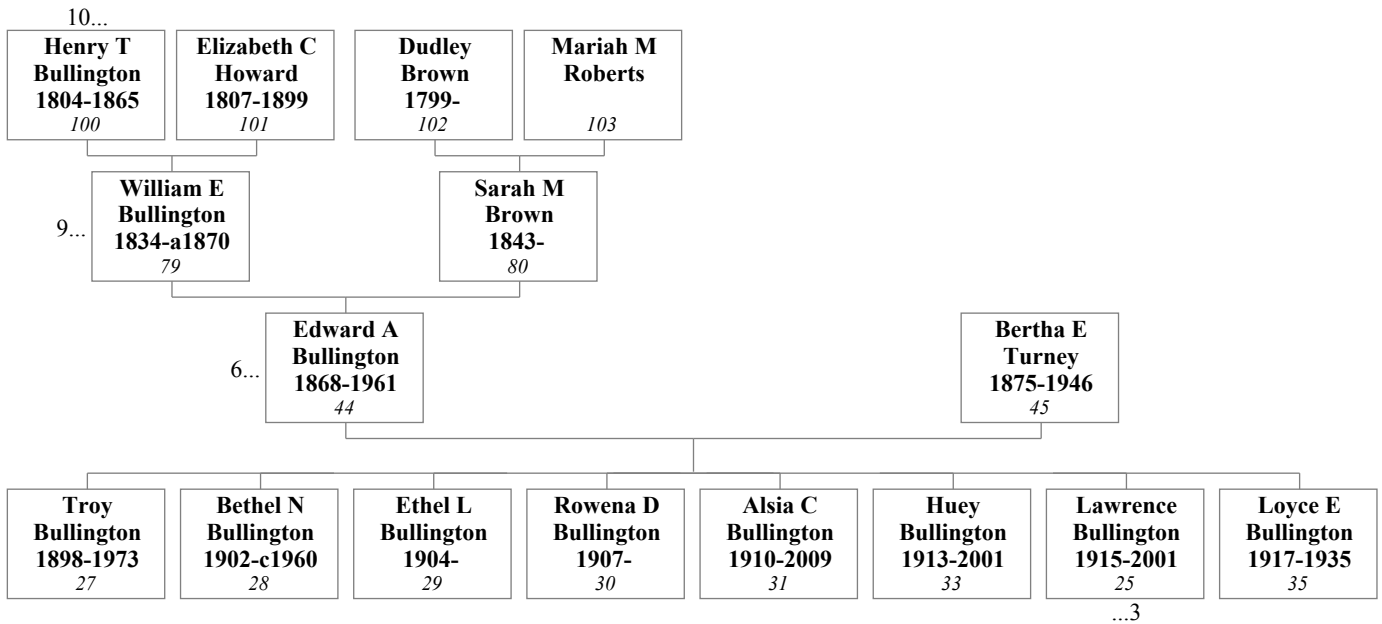 10...
Henry T
Bullington
1804-1865
100
Elizabeth C
Howard
1807-1899
101
Dudley
Brown
1799-
102
Mariah M
Roberts
103
9...
William E
Bullington
1834-a1870
79
Sarah M
Brown
1843-
80
6...
Edward A
Bullington
1868-1961
44
Bertha E
Turney
1875-1946
45
Troy
Bullington
1898-1973
27
Bethel N
Bullington
1902-c1960
28
Ethel L
Bullington
1904-
29
Rowena D
Bullington
1907-
30
Alsia C
Bullington
1910-2009
31
Huey
Bullington
1913-2001
33
Lawrence
Bullington
1915-2001
25
Loyce E
Bullington
1917-1935
35
...3